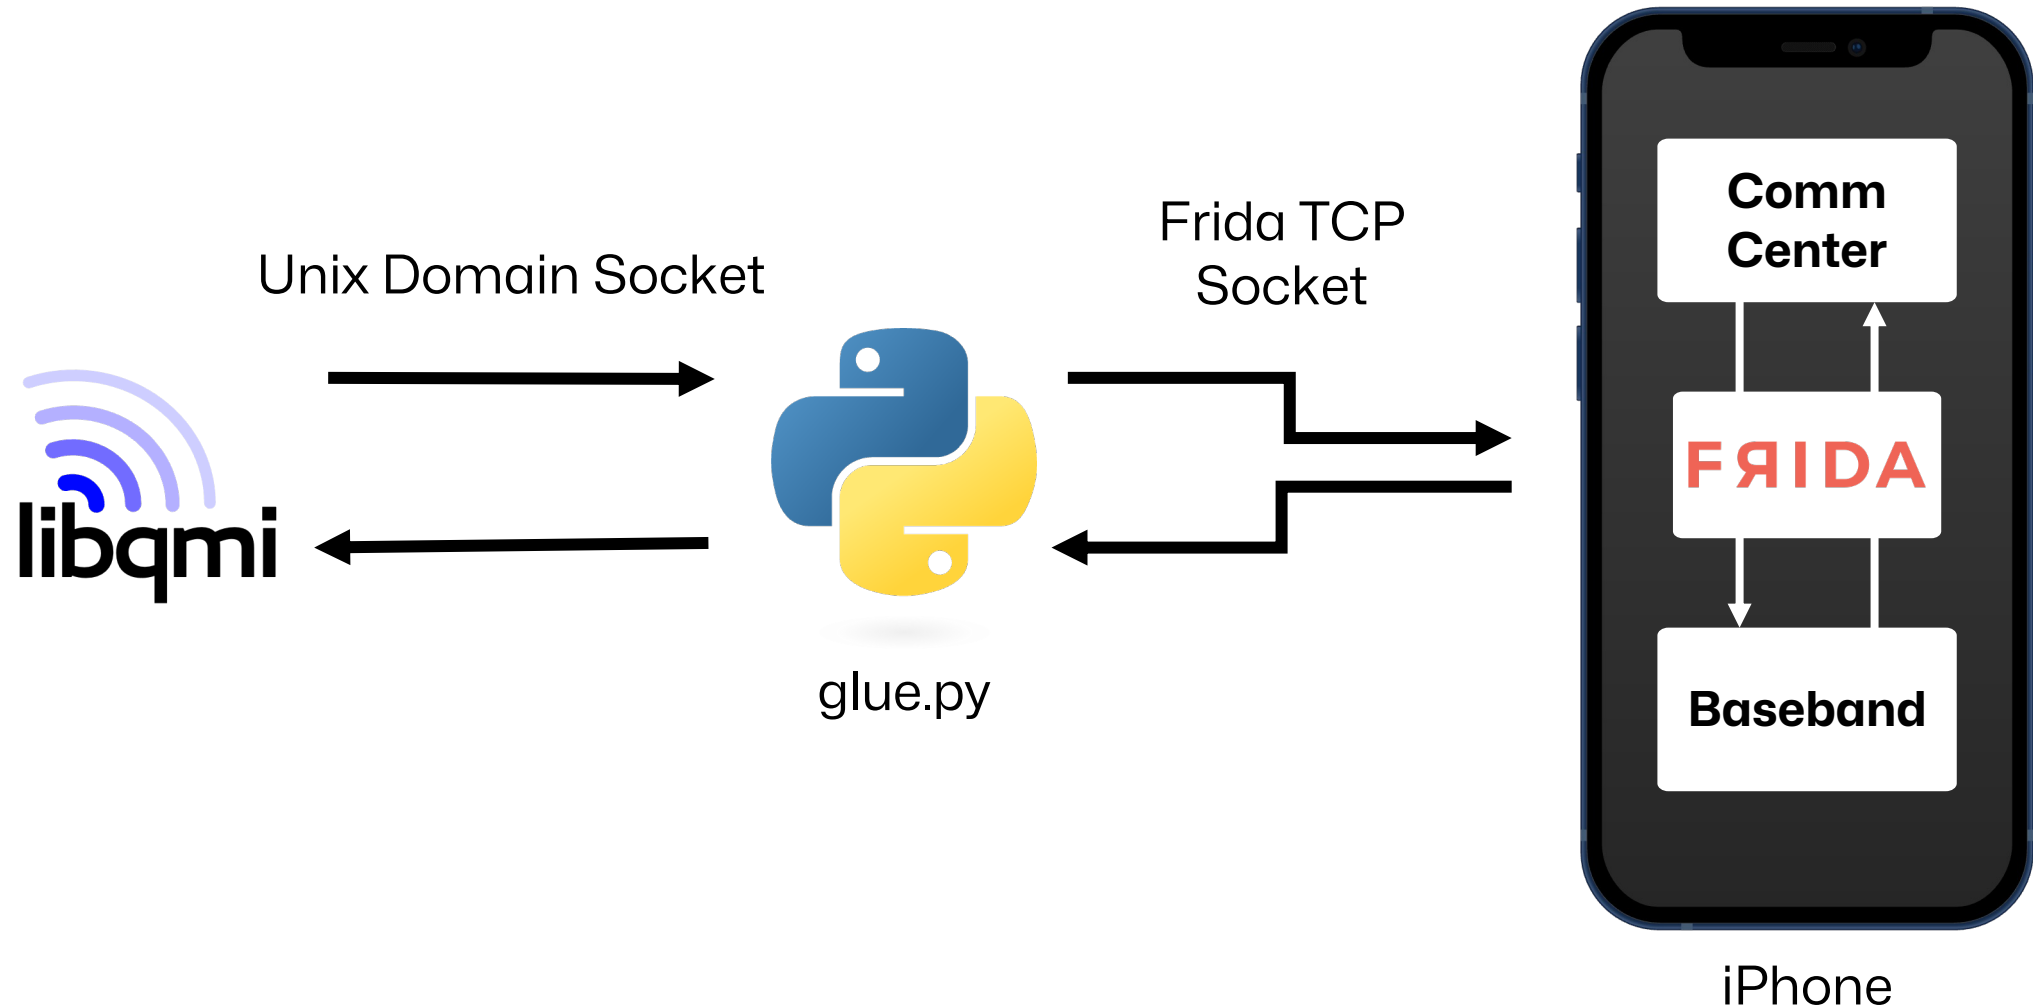 Unix Domain Socket
Frida TCP
Socket
libqmi
glue.py
Comm
Center
FRIDA
Baseband
iPhone